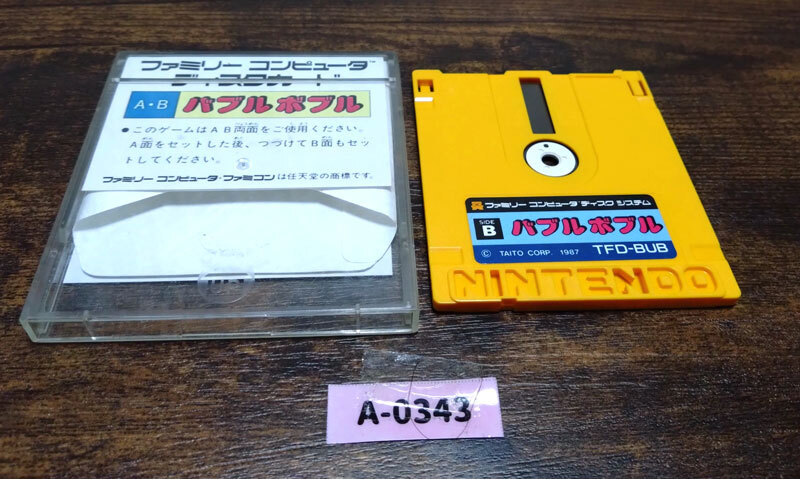 ファミリー コンピュータ™
ディスクカード
A・B バブルボブル
●このゲームはAB両面をご使用ください。
A面をセットした後、つづけてB面もセットしてください。
ファミリー コンピュータ・ファミコンは任天堂の商標です。
ファミリー コンピュータ ディスク システム
SIDE B バブルボブル
© TAITO CORP. 1987 TFD-BUB
NINTENDO
A-0343